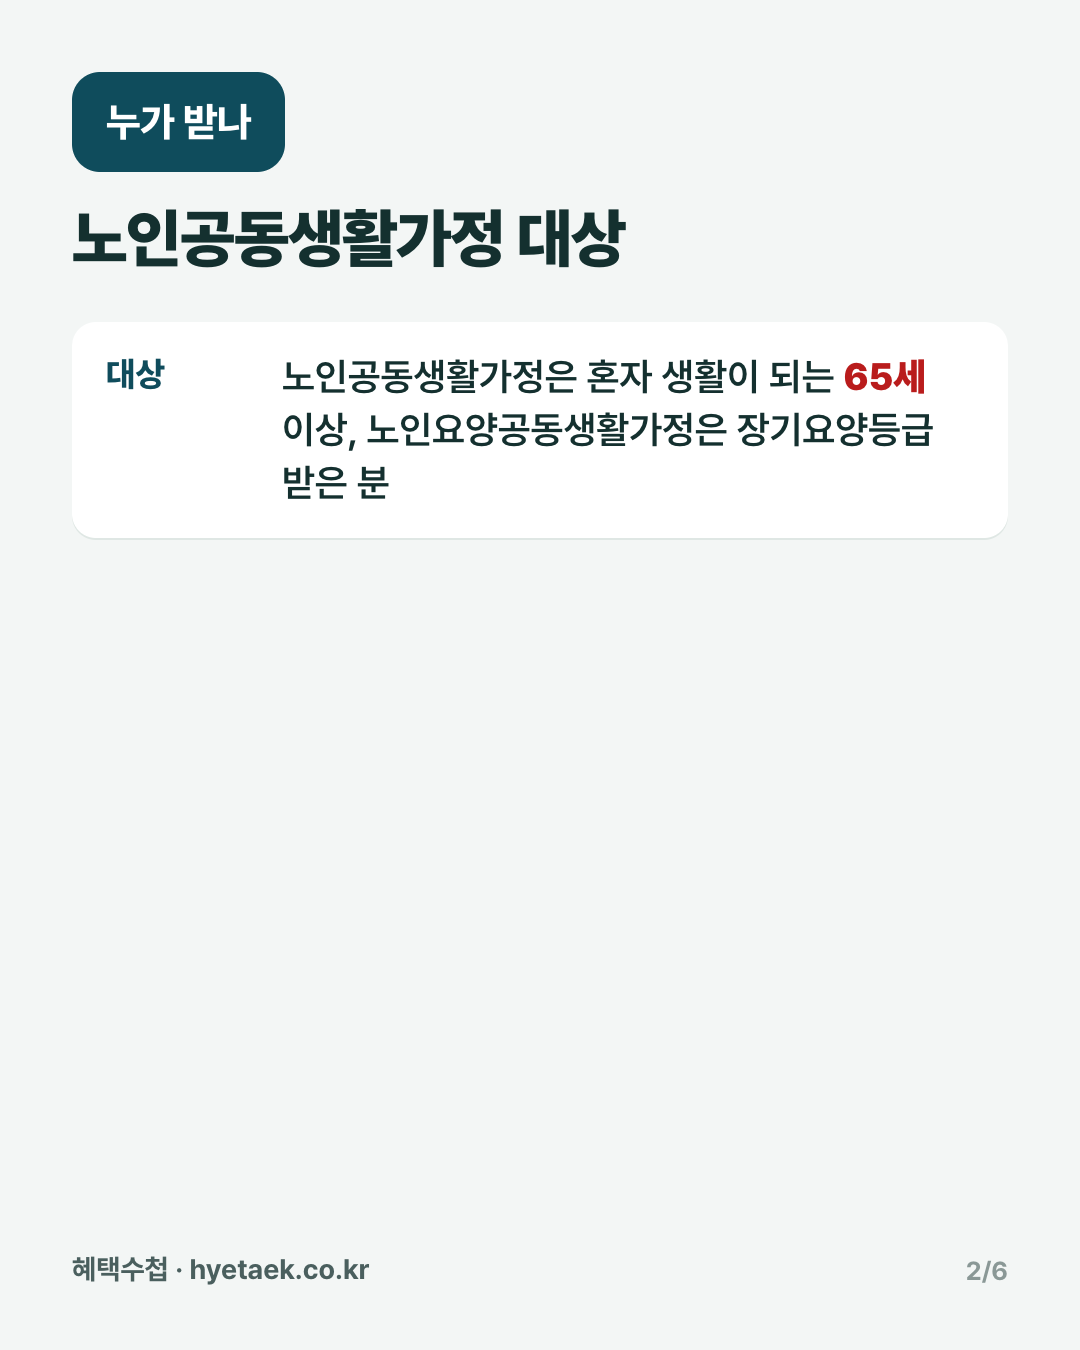 누가 받나
노인공동생활가정 대상
대상
노인공동생활가정은 혼자 생활이 되는 65세
이상, 노인요양공동생활가정은 장기요양등급
받은 분
혜택수첩 · hyetaek.co.kr
2/6